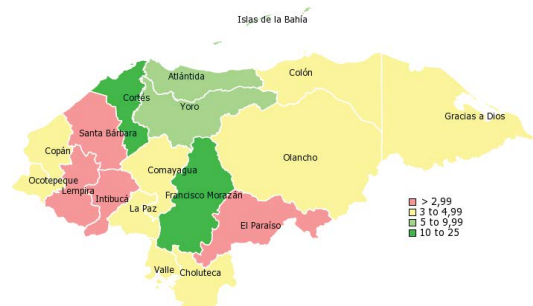 Islas de la Bahía
Atlántida
Colón
Cortés
Yoro
Gracias a Dios
Santa Bárbara
Copán
Olancho
Comayagua
Ocotepeque
Lempira
Francisco Morazán
Intibucá
La Paz
El Paraíso
Valle
Choluteca
> 2,99
3 to 4,99
5 to 9,99
10 to 25